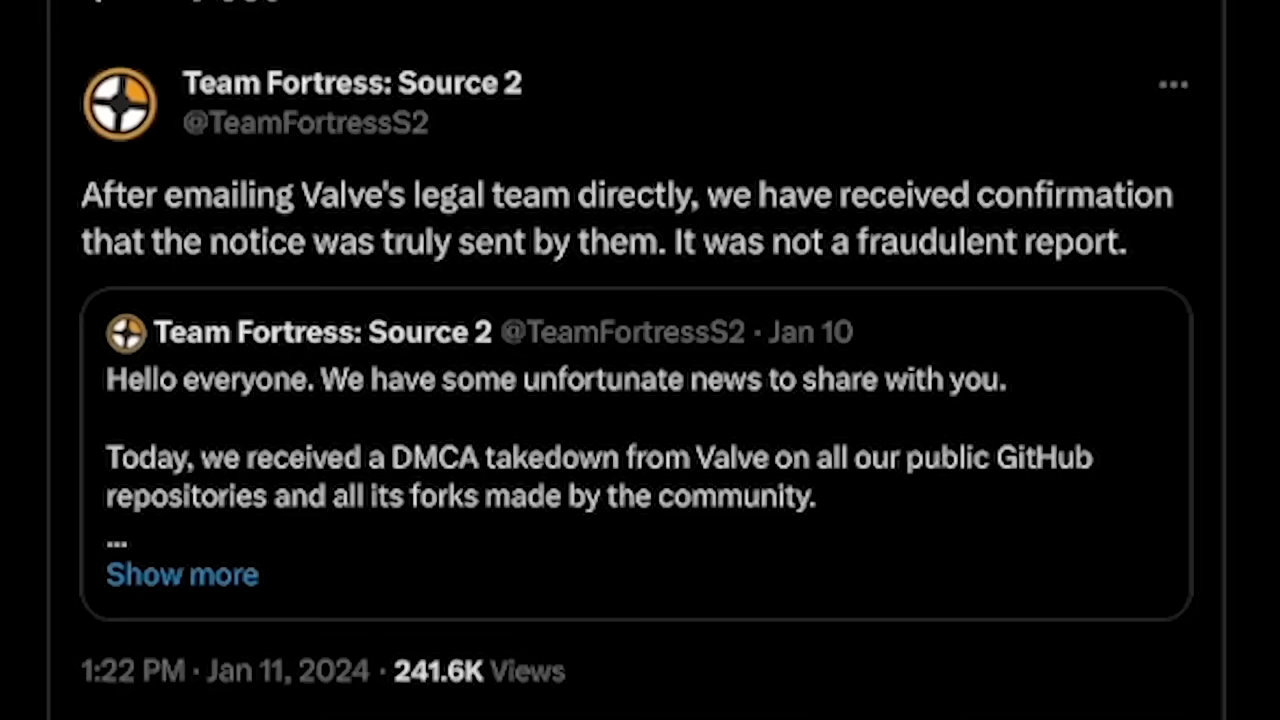 Team Fortress: Source 2
@TeamFortressS2
After emailing Valve's legal team directly, we have received confirmation
that the notice was truly sent by them. It was not a fraudulent report.
Team Fortress: Source 2 @TeamFortressS2 · Jan 10
Hello everyone. We have some unfortunate news to share with you.
Today, we received a DMCA takedown from Valve on all our public GitHub
repositories and all its forks made by the community.
...
Show more
1:22 PM · Jan 11, 2024 · 241.6K Views